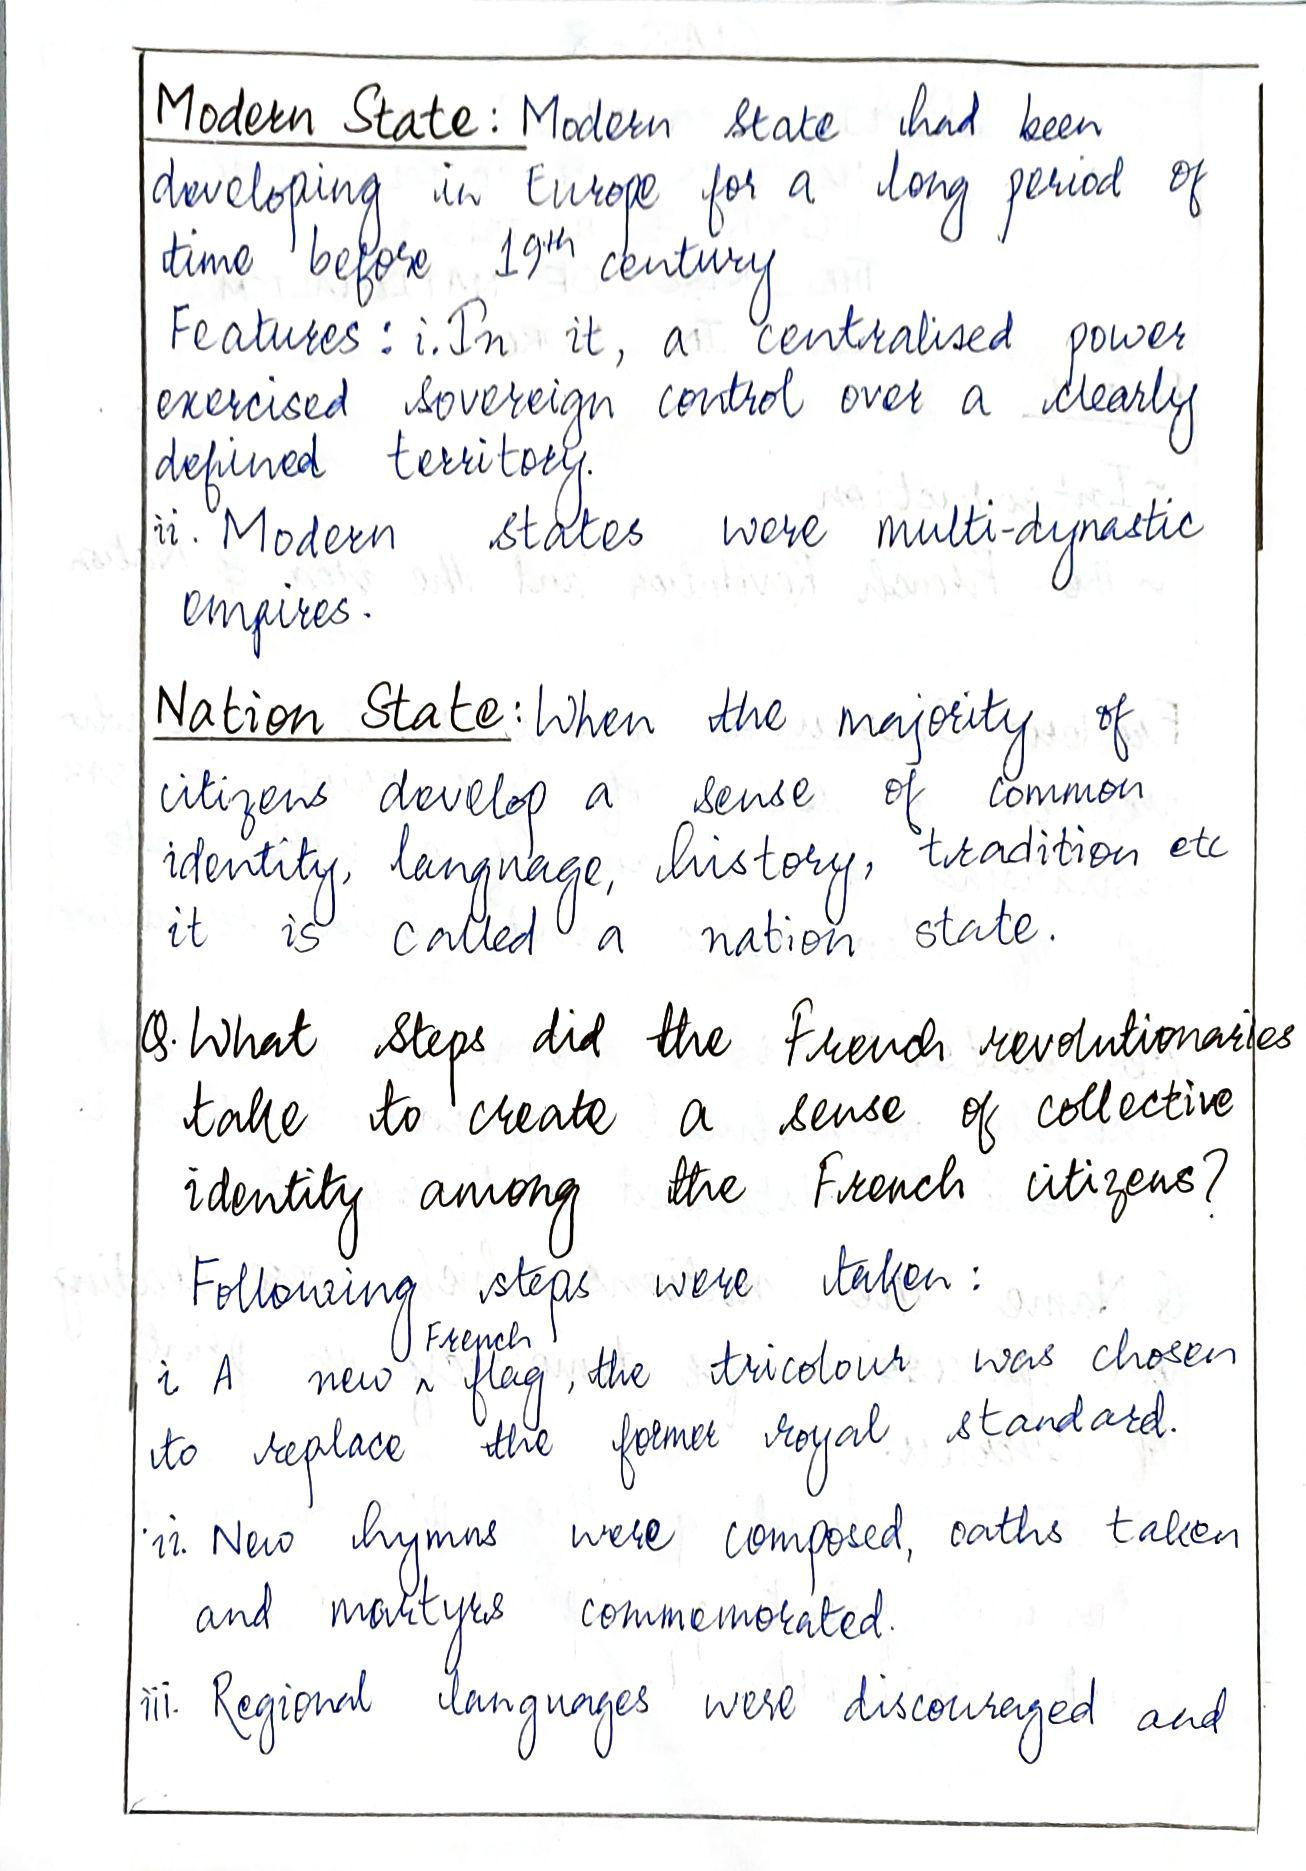 Modern State: Modern state had been
developing in Europe for a long period of
time before 19th century
Features: i. In it, a centralised power
exercised sovereign control over a clearly
defined territory.
ii. Modern states were multi-dynastic
empires.
Nation State: When the majority of
citizens develop a sense of common
identity, language, history, tradition etc
it is called a nation state.
Q. What steps did the French revolutionaries
take to create a sense of collective
identity among the French citizens?
Following steps were taken:
i. A new ^ French flag, the tricolour was chosen
to replace the former royal standard.
ii. New hymns were composed, oaths taken
and martyrs commemorated.
iii. Regional languages were discouraged and